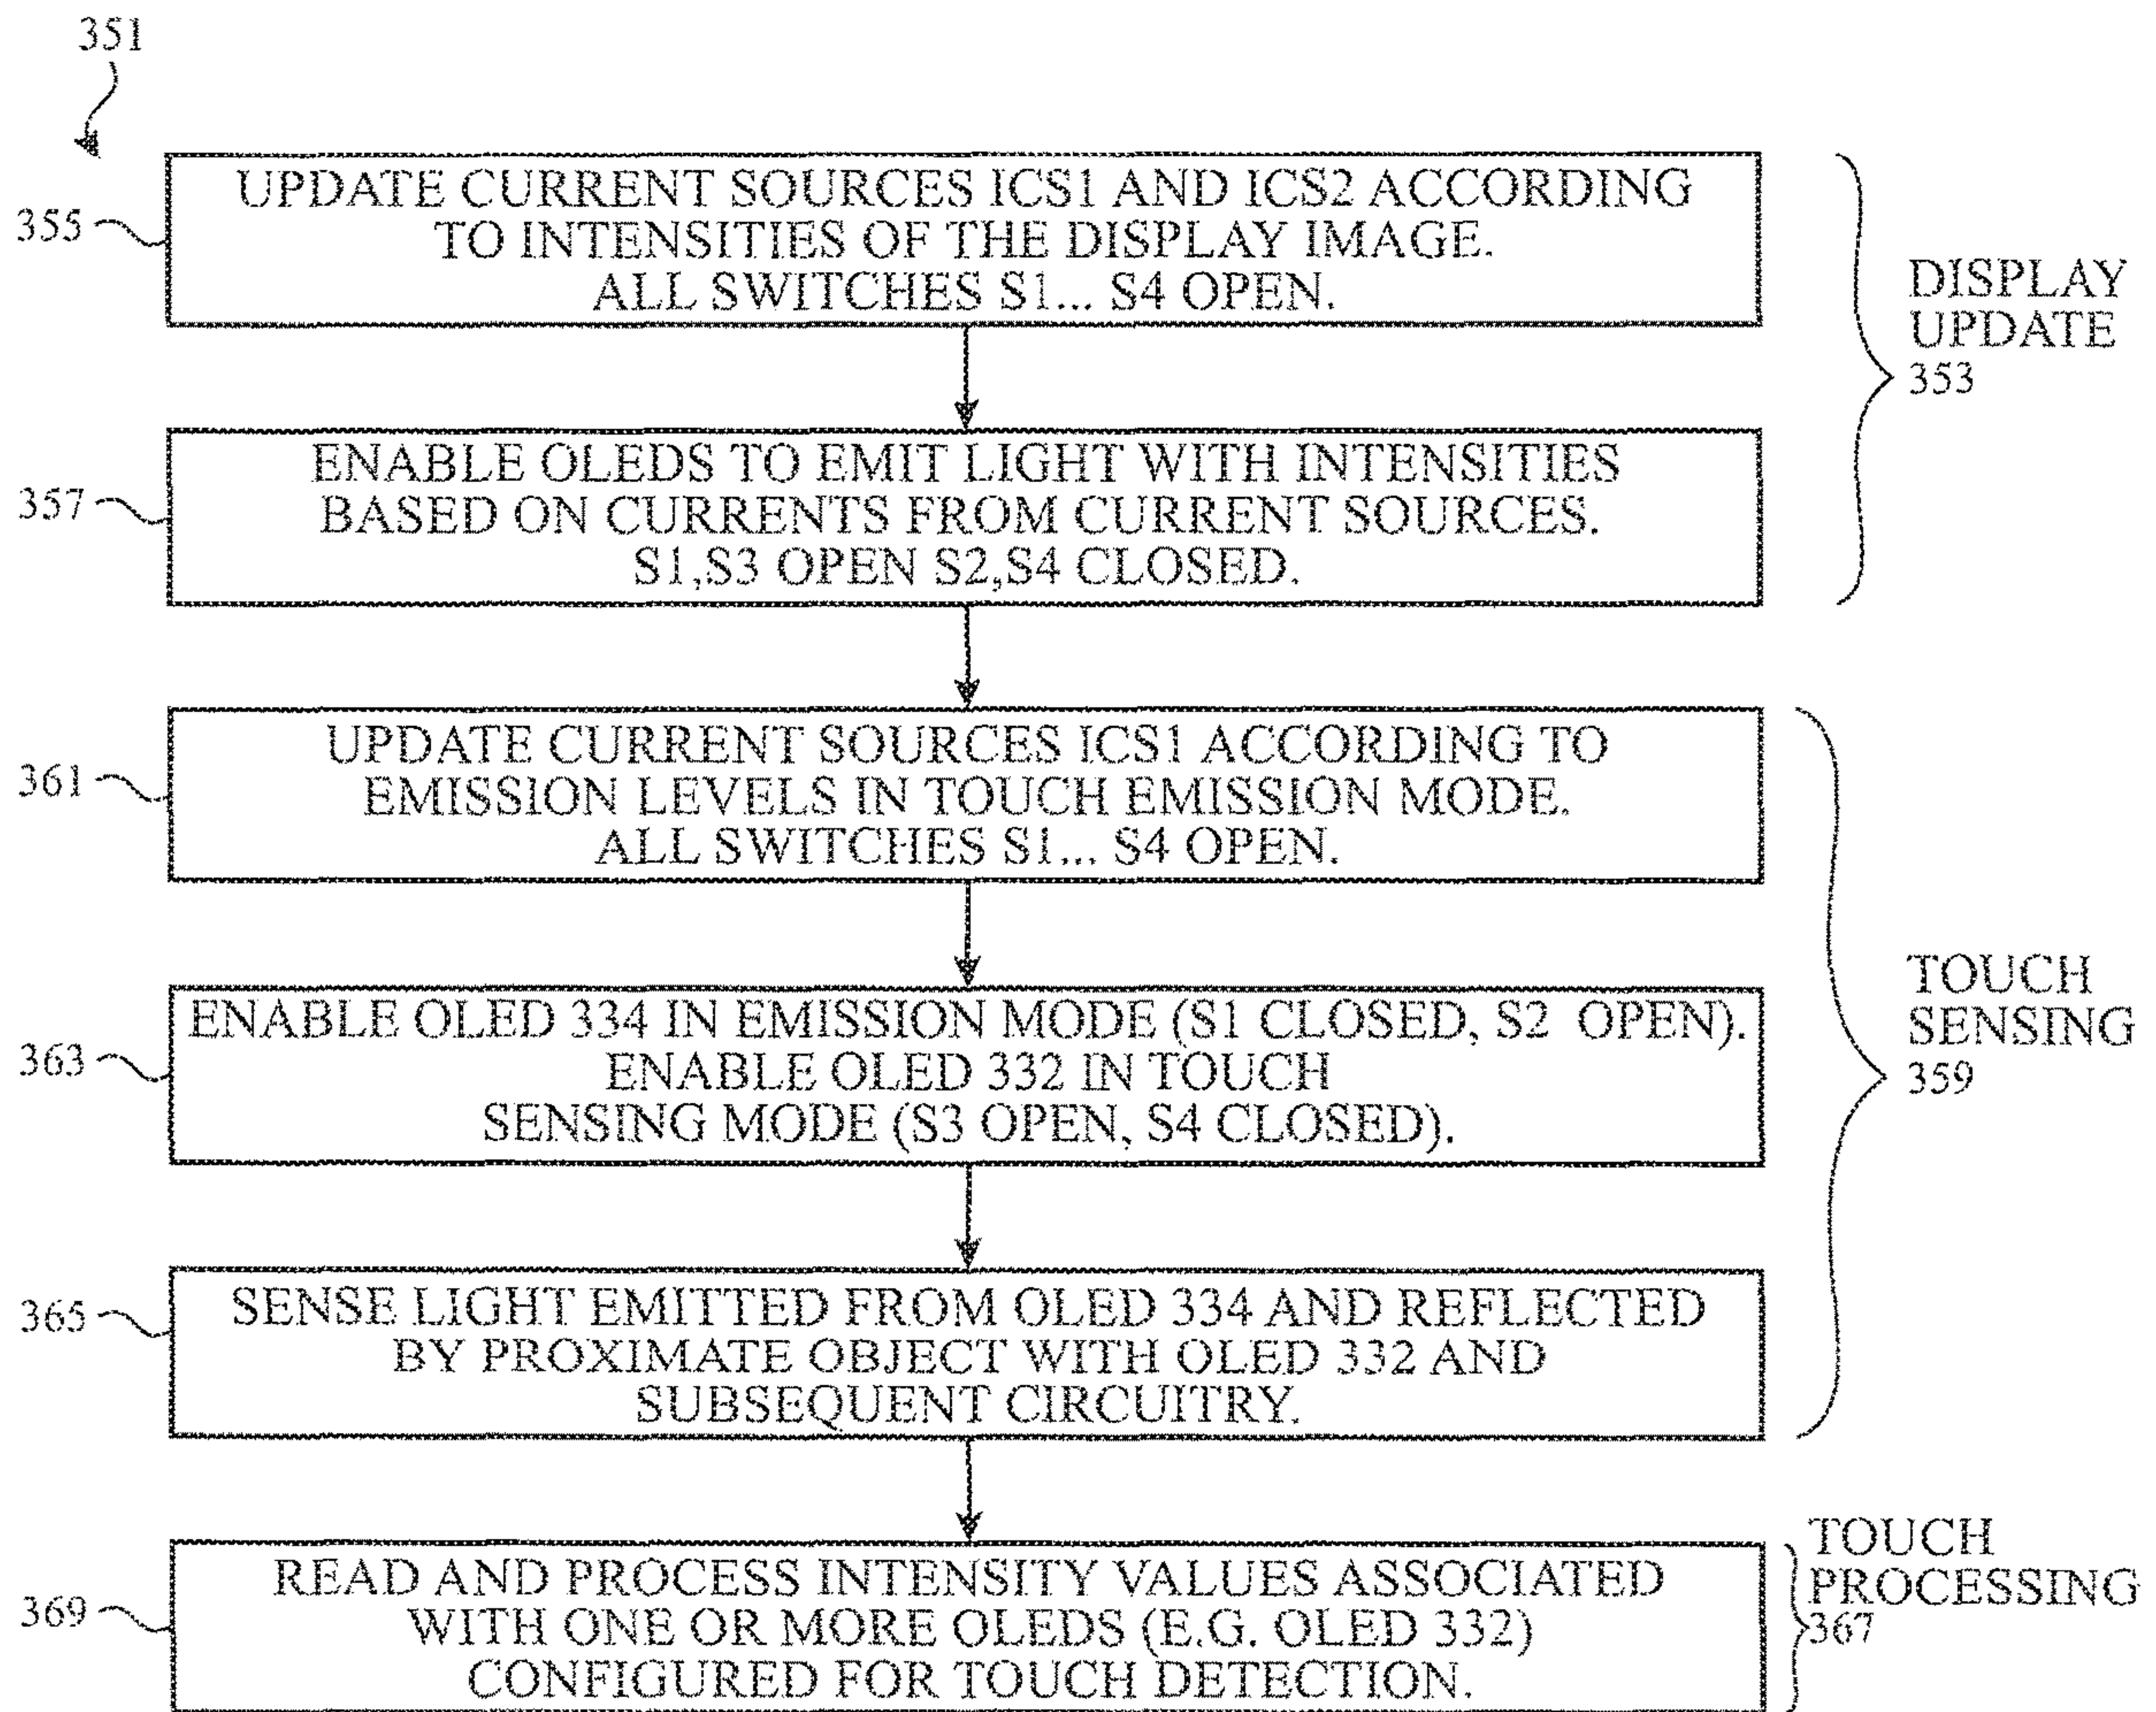 351
355
UPDATE CURRENT SOURCES ICS1 AND ICS2 ACCORDING
TO INTENSITIES OF THE DISPLAY IMAGE.
ALL SWITCHES S1... S4 OPEN.
DISPLAY
UPDATE
353
357
ENABLE OLEDS TO EMIT LIGHT WITH INTENSITIES
BASED ON CURRENTS FROM CURRENT SOURCES.
S1,S3 OPEN S2,S4 CLOSED.
361
UPDATE CURRENT SOURCES ICS1 ACCORDING TO
EMISSION LEVELS IN TOUCH EMISSION MODE.
ALL SWITCHES S1... S4 OPEN.
363
ENABLE OLED 334 IN EMISSION MODE (S1 CLOSED, S2 OPEN).
ENABLE OLED 332 IN TOUCH
SENSING MODE (S3 OPEN, S4 CLOSED).
TOUCH
SENSING
359
365
SENSE LIGHT EMITTED FROM OLED 334 AND REFLECTED
BY PROXIMATE OBJECT WITH OLED 332 AND
SUBSEQUENT CIRCUITRY.
369
READ AND PROCESS INTENSITY VALUES ASSOCIATED
WITH ONE OR MORE OLEDS (E.G. OLED 332)
CONFIGURED FOR TOUCH DETECTION.
TOUCH
PROCESSING
367